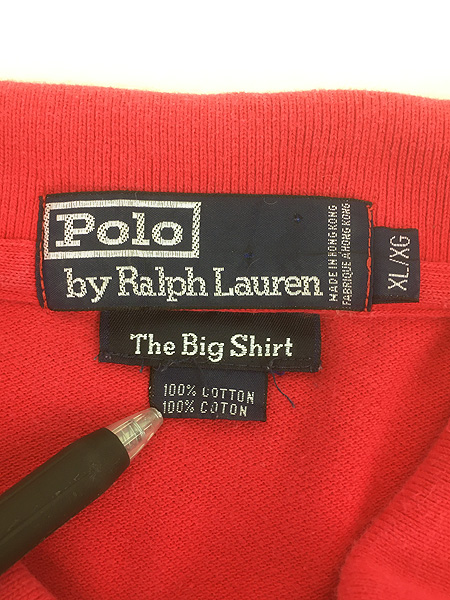 Polo
by Ralph Lauren
MADE IN HONG KONG
FABRIQUE A HONG KONG
XL/XG
The Big Shirt
100% COTTON
100% COTON